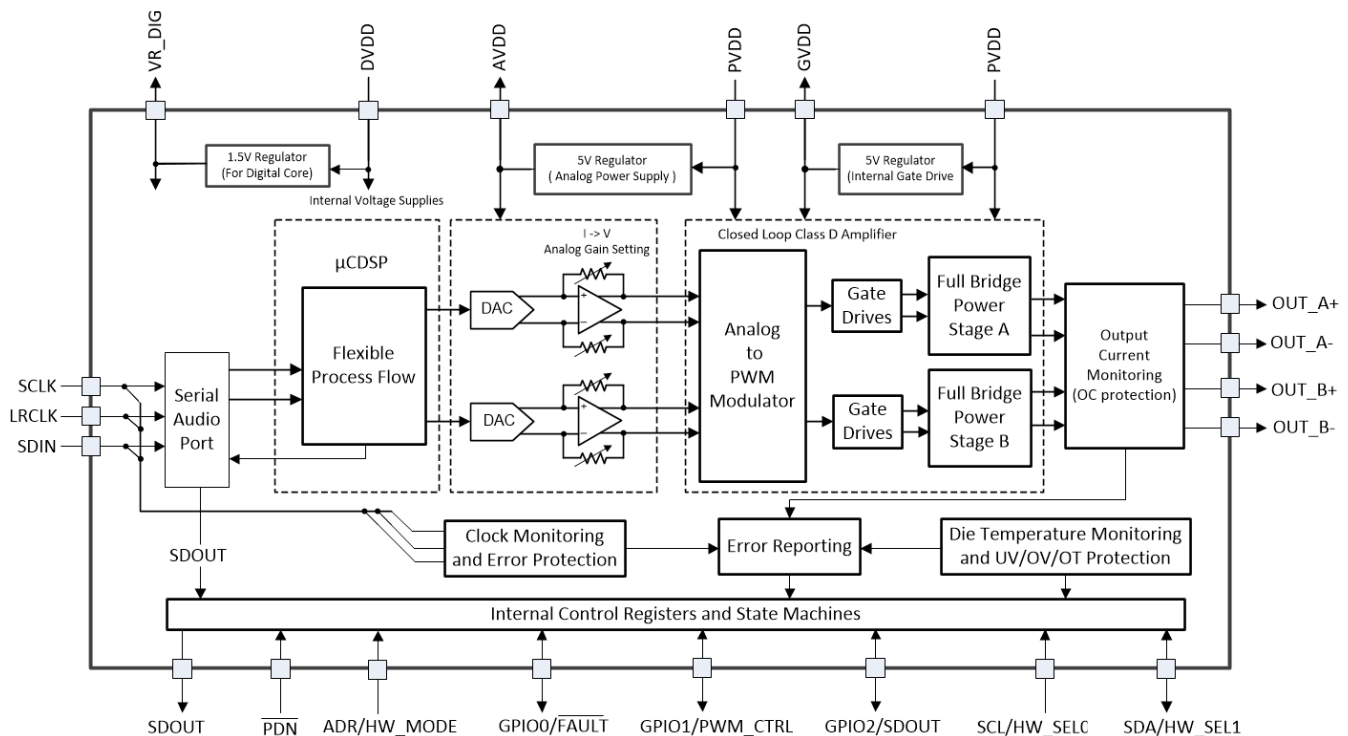 VR_DIG
DVDD
AVDD
PVDD
GVDD
PVDD
1.5V Regulator
(For Digital Core)
5V Regulator
( Analog Power Supply )
5V Regulator
(Internal Gate Drive
Internal Voltage Supplies
µCDSP
I -> V
Analog Gain Setting
Closed Loop Class D Amplifier
Flexible
Process Flow
DAC
+
−
DAC
+
−
Analog
to
PWM
Modulator
Gate
Drives
Gate
Drives
Full Bridge
Power
Stage A
Full Bridge
Power
Stage B
Output
Current
Monitoring
(OC protection)
OUT_A+
OUT_A-
OUT_B+
OUT_B-
SCLK
LRCLK
SDIN
Serial
Audio
Port
SDOUT
Clock Monitoring
and Error Protection
Error Reporting
Die Temperature Monitoring
and UV/OV/OT Protection
Internal Control Registers and State Machines
SDOUT
PDN
ADR/HW_MODE
GPIO0/FAULT
GPIO1/PWM_CTRL
GPIO2/SDOUT
SCL/HW_SEL0
SDA/HW_SEL1